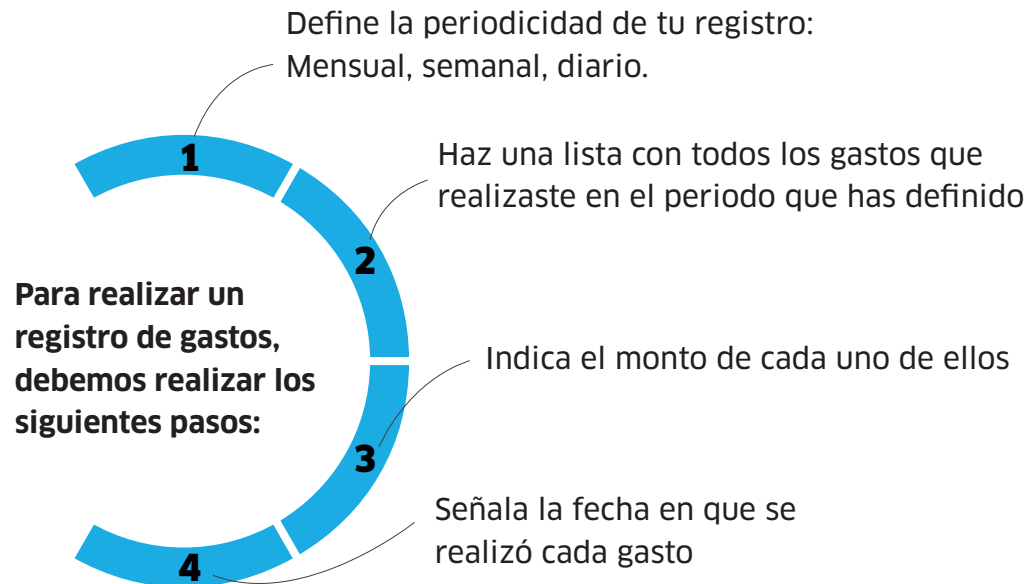 Define la periodicidad de tu registro:
Mensual, semanal, diario.
1
Haz una lista con todos los gastos que
realizaste en el periodo que has definido
2
Para realizar un
registro de gastos,
debemos realizar los
siguientes pasos:
Indica el monto de cada uno de ellos
3
Señala la fecha en que se
realizó cada gasto
4